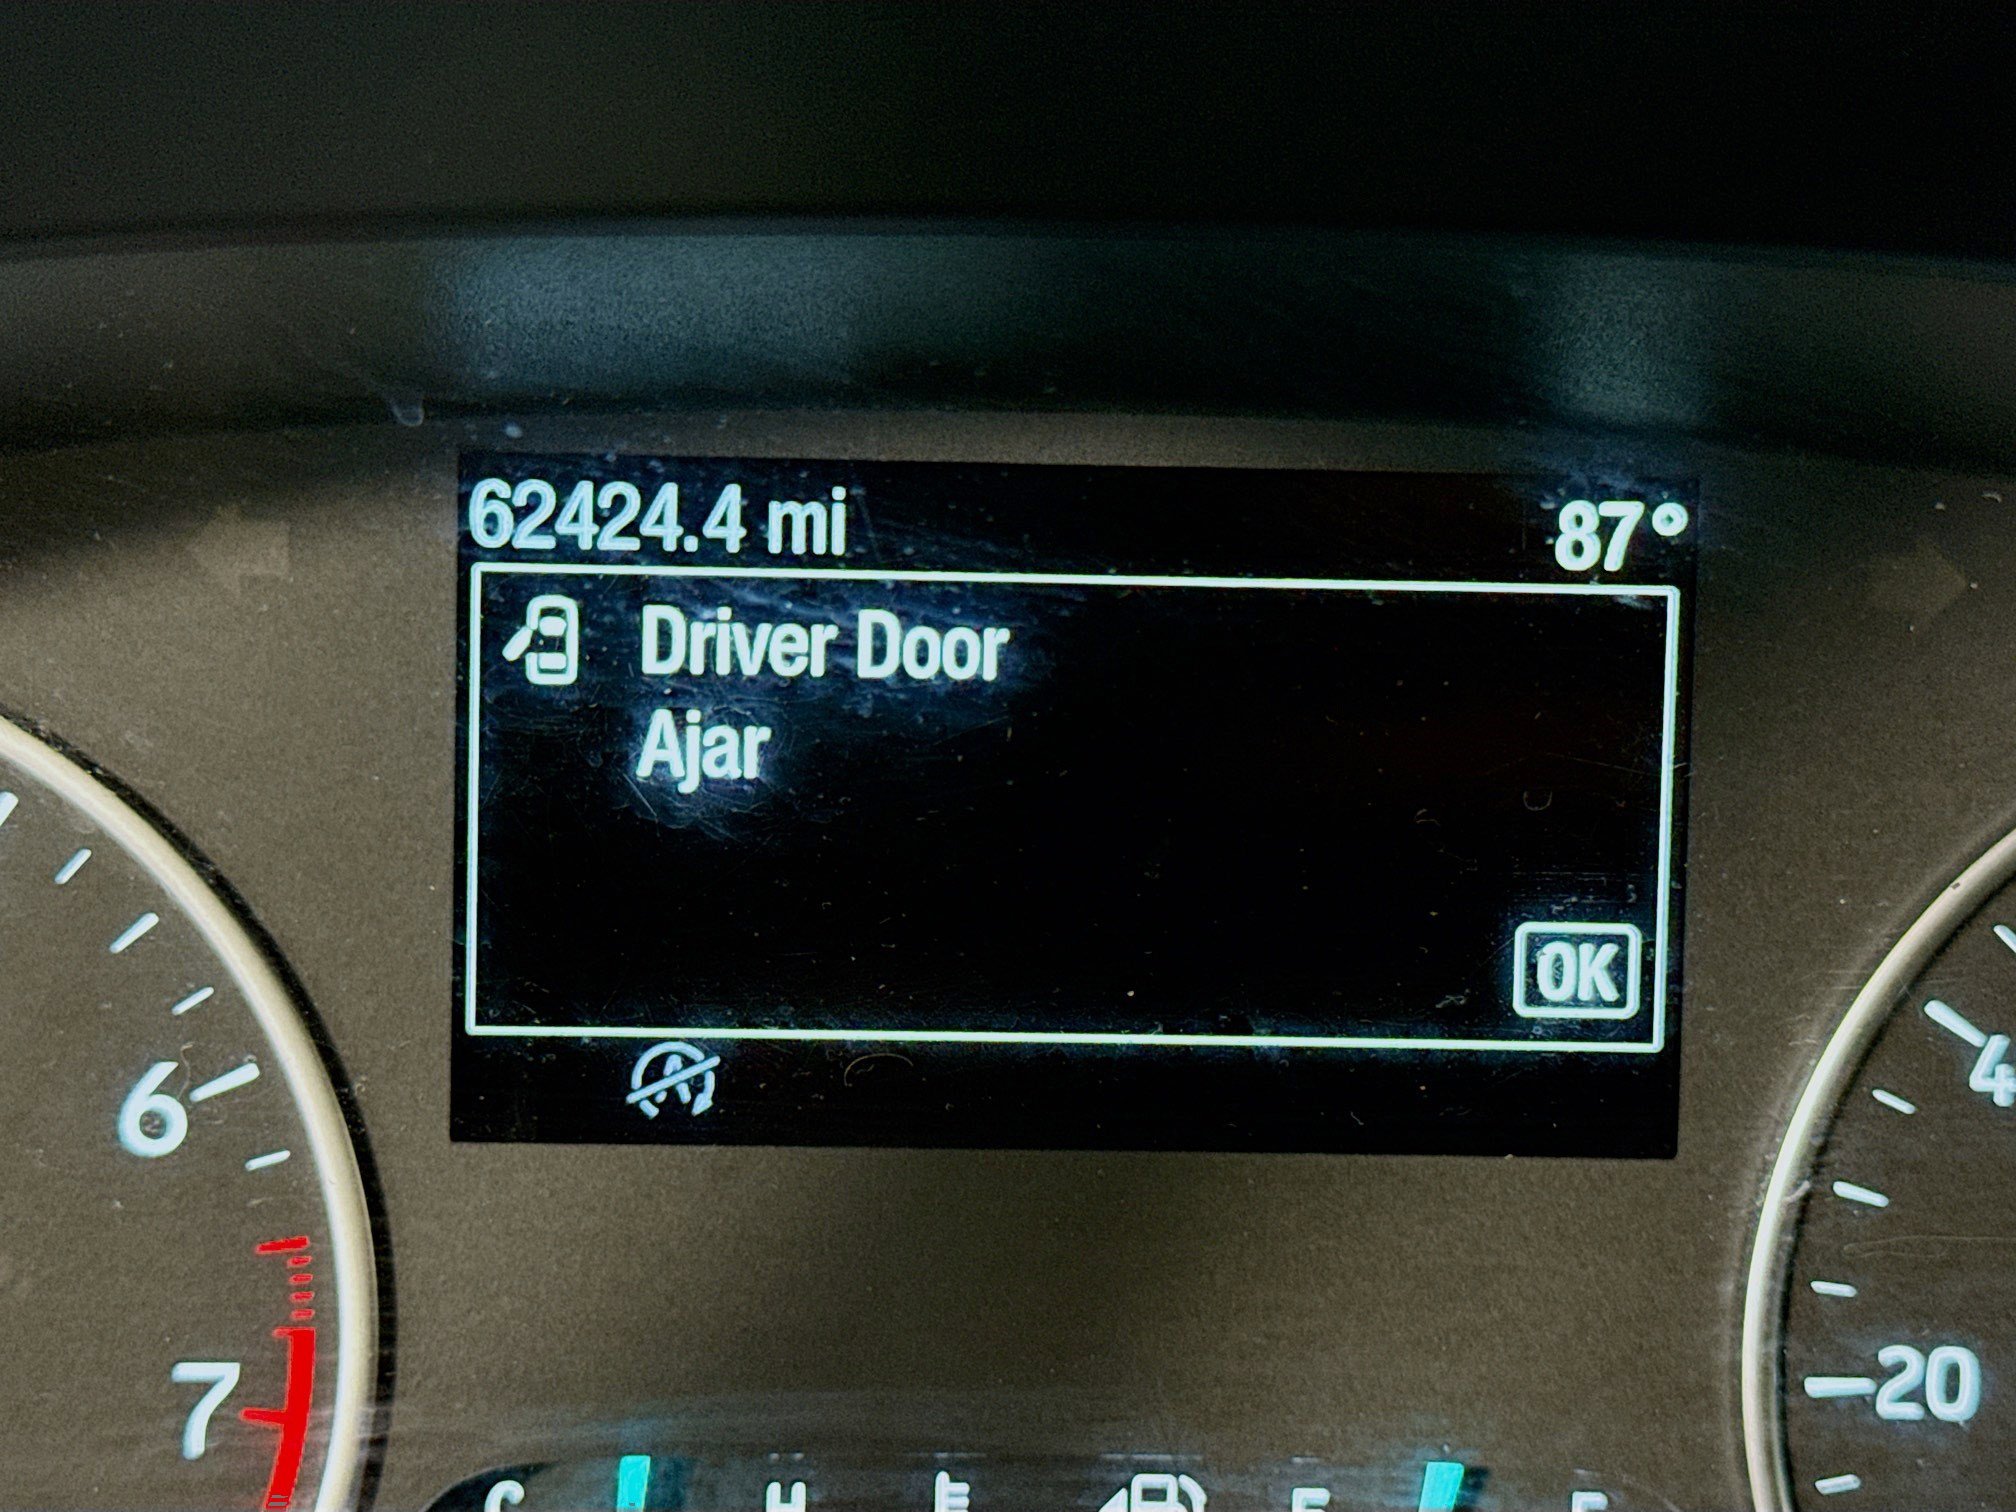 62424.4 mi 87°
Driver Door
Ajar
OK
6
4
7
20
C H E F